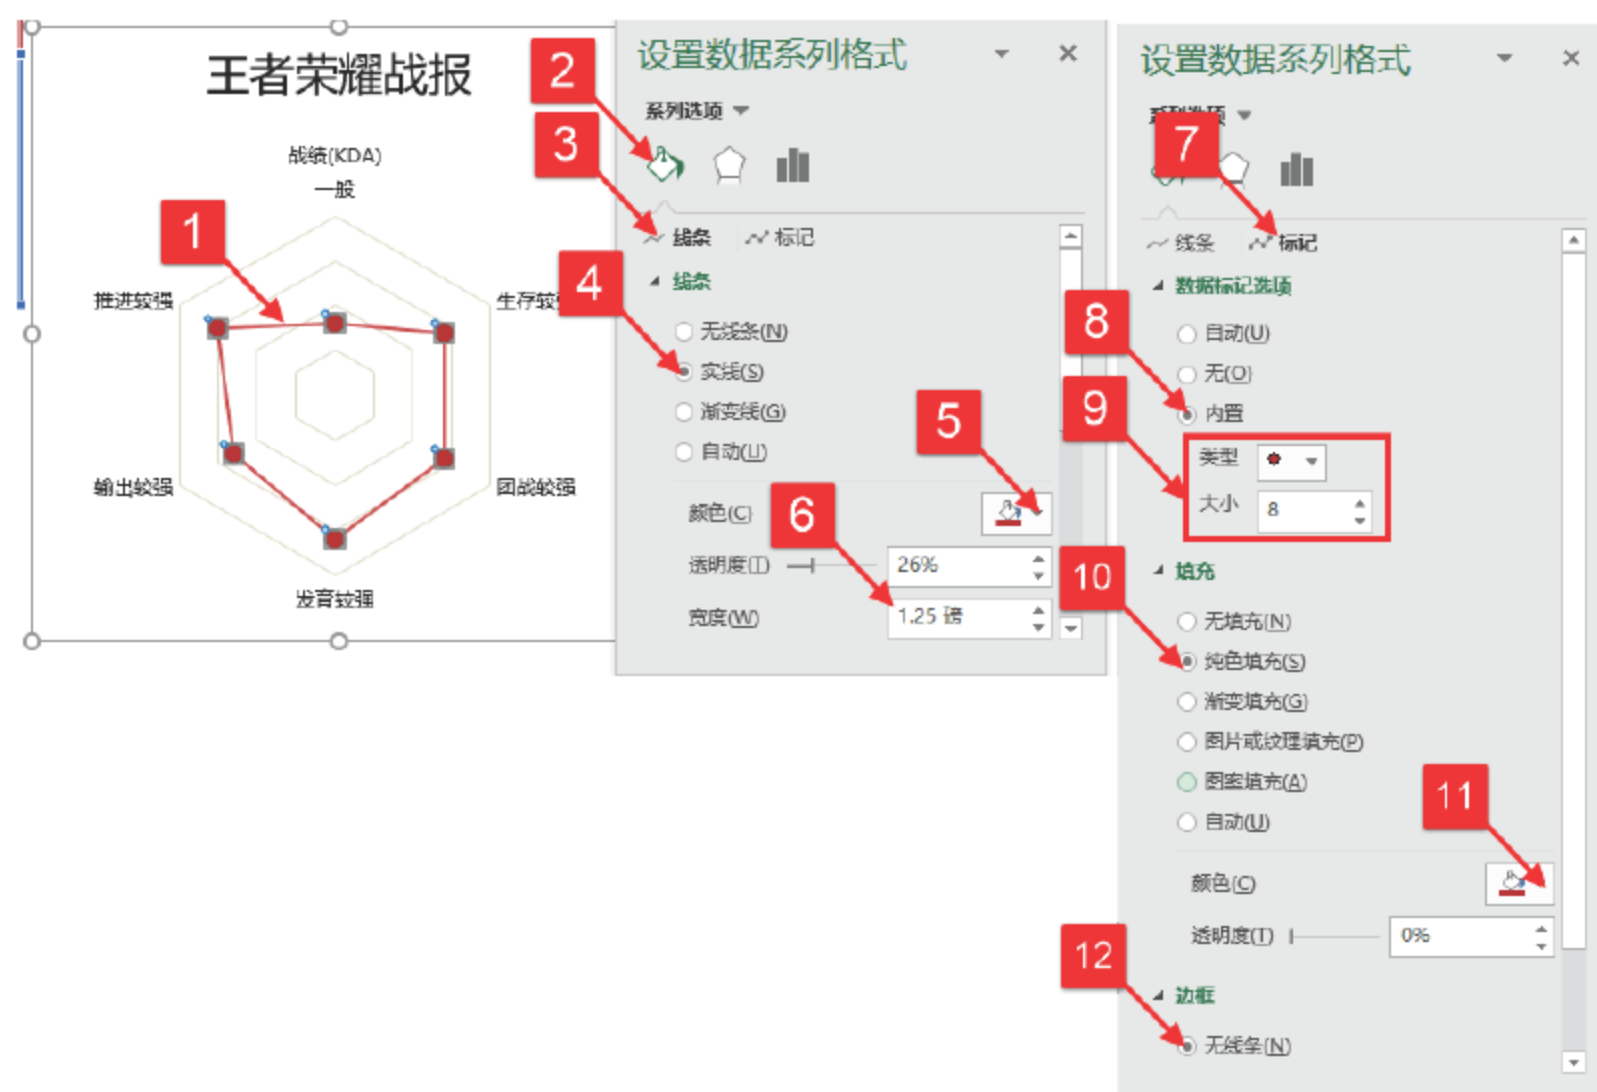 王者荣耀战报
战绩(KDA)
一般
1
推进较强
生存较
输出较强
团战较强
发育较强
设置数据系列格式
2
系列选项
3
线条
标记
4
线条
无线条(N)
实线(S)
渐变线(G)
自动(U)
5
颜色(C)
6
透明度(T)
26%
宽度(W)
1.25 磅
设置数据系列格式
系列选项
7
线条
标记
数据标记选项
8
自动(U)
无(O)
9
内置
类型
大小
8
10
填充
无填充(N)
纯色填充(S)
渐变填充(G)
图片或纹理填充(P)
图案填充(A)
自动(U)
11
颜色(C)
透明度(T)
0%
12
边框
无线条(N)